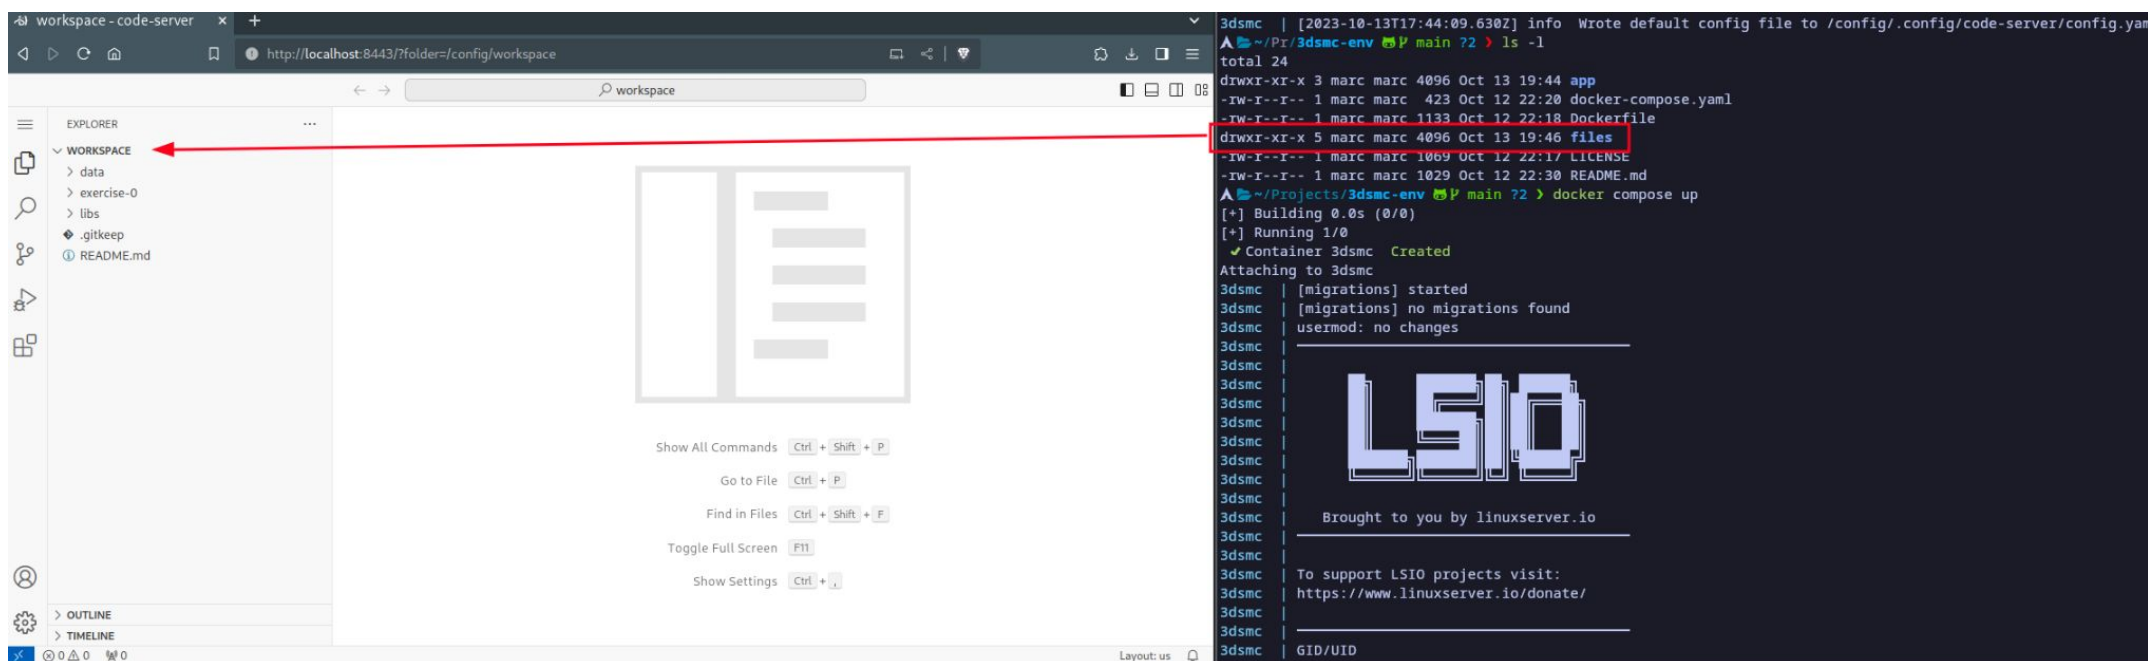 workspace - code-server × +
http://localhost:8443/?folder=/config/workspace
workspace
EXPLORER ...
WORKSPACE
data
exercise-0
libs
.gitkeep
README.md
Show All Commands Ctrl + Shift + P
Go to File Ctrl + P
Find in Files Ctrl + Shift + F
Toggle Full Screen F11
Show Settings Ctrl + ,
OUTLINE
TIMELINE
0 0 0
Layout: us
3dsmc | [2023-10-13T17:44:09.630Z] info Wrote default config file to /config/.config/code-server/config.yam
~/Pr/3dsmc-env main ?2 > ls -l
total 24
drwxr-xr-x 3 marc marc 4096 Oct 13 19:44 app
-rw-r--r-- 1 marc marc 423 Oct 12 22:20 docker-compose.yaml
-rw-r--r-- 1 marc marc 1133 Oct 12 22:18 Dockerfile
drwxr-xr-x 5 marc marc 4096 Oct 13 19:46 files
-rw-r--r-- 1 marc marc 1069 Oct 12 22:17 LICENSE
-rw-r--r-- 1 marc marc 1029 Oct 12 22:30 README.md
~/Projects/3dsmc-env main ?2 > docker compose up
[+] Building 0.0s (0/0)
[+] Running 1/0
✔ Container 3dsmc Created
Attaching to 3dsmc
3dsmc | [migrations] started
3dsmc | [migrations] no migrations found
3dsmc | usermod: no changes
3dsmc |
3dsmc |
3dsmc |
3dsmc |
3dsmc |
3dsmc | LSIO
3dsmc |
3dsmc |
3dsmc |
3dsmc | Brought to you by linuxserver.io
3dsmc |
3dsmc |
3dsmc | To support LSIO projects visit:
3dsmc | https://www.linuxserver.io/donate/
3dsmc |
3dsmc |
3dsmc | GID/UID